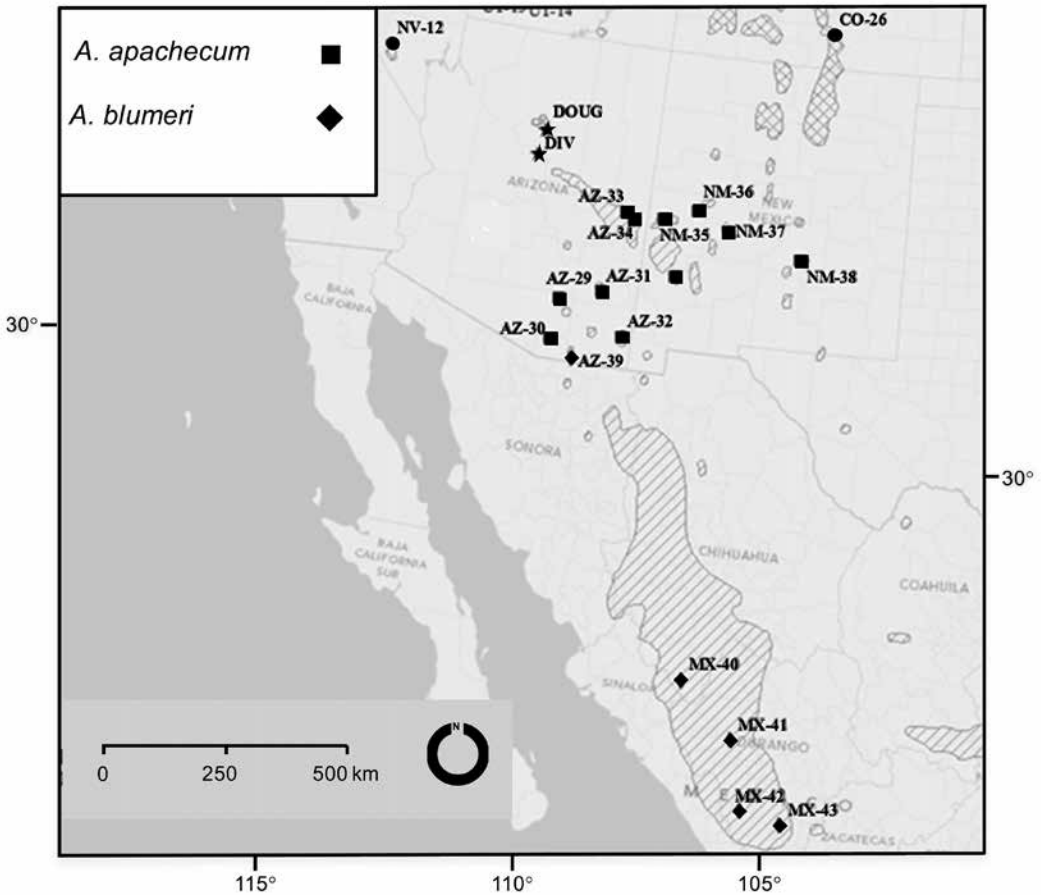 UT-14
NV-12
CO-26
A. apachecum
A. blumeri
DOUG
DIV
ARIZONA
AZ-33
NM-36
NEW
MEXICO
AZ-34
NM-35
NM-37
NM-38
AZ-29
AZ-31
BAJA
CALIFORNIA
30°
AZ-30
AZ-32
AZ-39
SONORA
30°
CHIHUAHUA
BAJA
CALIFORNIA
SUR
COAHUILA
MX-40
SINALOA
MX-41
DURANGO
N
0 250 500 km
M E
MX-42
MX-43
ZACATECAS
115° 110° 105°